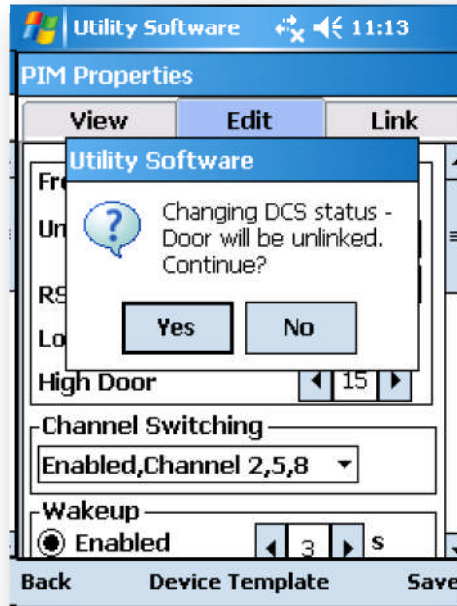 Utility Software 11:13
PIM Properties
View Edit Link
Utility Software
Changing DCS status -
Door will be unlinked.
Continue?
Yes No
High Door 15
Channel Switching
Enabled,Channel 2,5,8
Wakeup
Enabled 3 s
Back Device Template Save